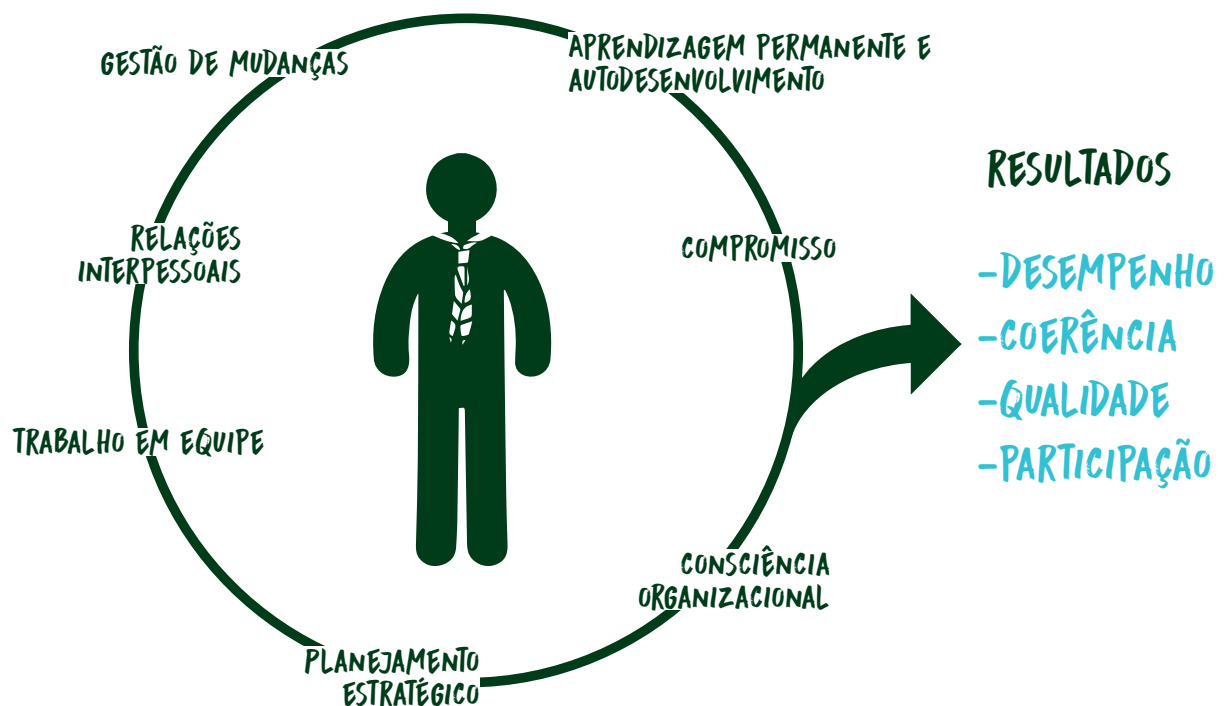 GESTÃO DE MUDANÇAS
APRENDIZAGEM PERMANENTE E
AUTODESENVOLVIMENTO
RELAÇÕES
INTERPESSOAIS
COMPROMISSO
TRABALHO EM EQUIPE
CONSCIÊNCIA
ORGANIZACIONAL
PLANEJAMENTO
ESTRATÉGICO
RESULTADOS
-DESEMPENHO
-COERÊNCIA
-QUALIDADE
-PARTICIPAÇÃO